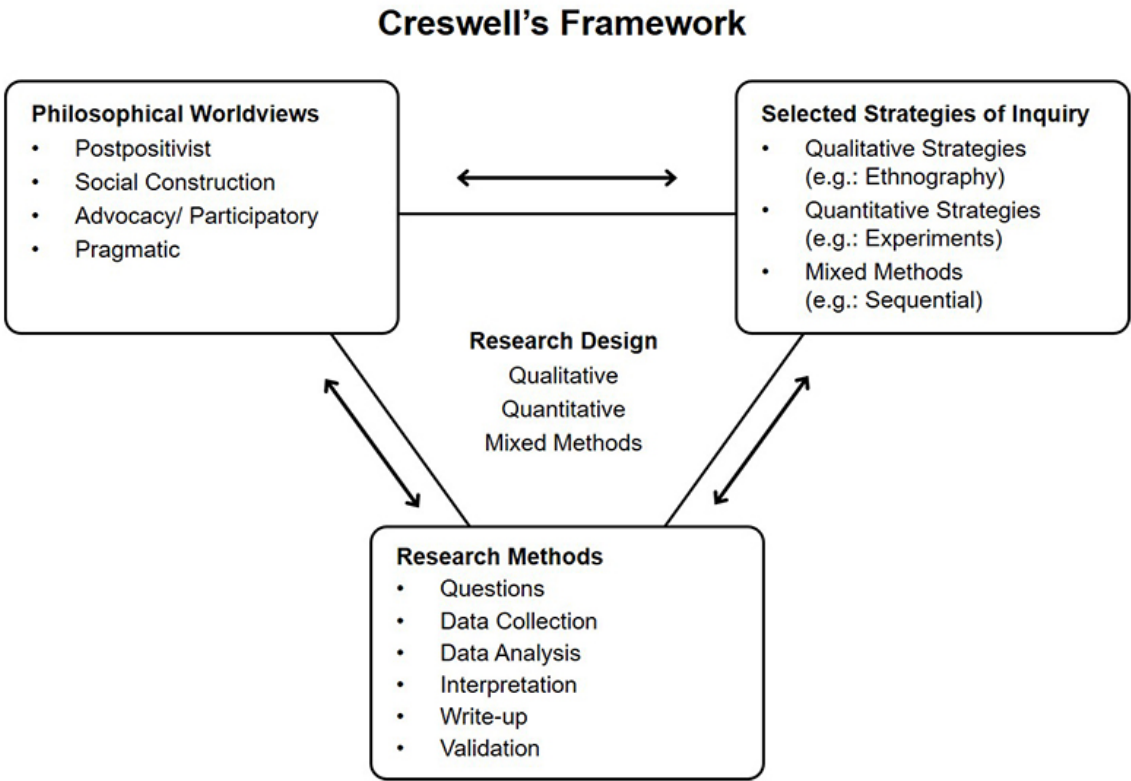 Creswell’s Framework
Philosophical Worldviews
• Postpositivist
• Social Construction
• Advocacy/ Participatory
• Pragmatic
Selected Strategies of Inquiry
• Qualitative Strategies
(e.g.: Ethnography)
• Quantitative Strategies
(e.g.: Experiments)
• Mixed Methods
(e.g.: Sequential)
Research Design
Qualitative
Quantitative
Mixed Methods
Research Methods
• Questions
• Data Collection
• Data Analysis
• Interpretation
• Write-up
• Validation